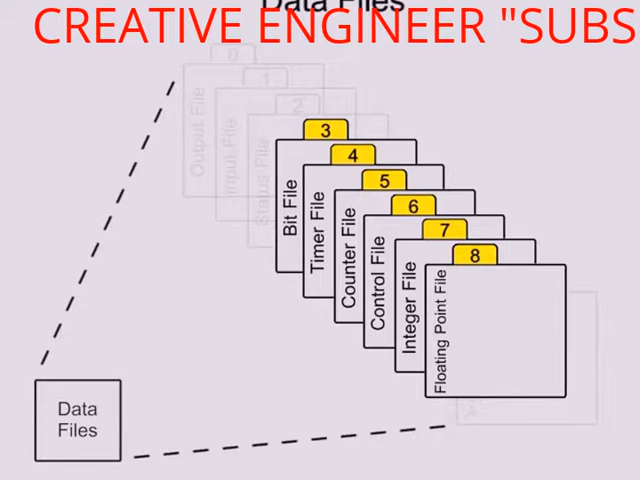 Data Files
CREATIVE ENGINEER "SUBS
0
Output File
1
Input File
2
Status File
3
Bit File
4
Timer File
5
Counter File
6
Control File
7
Integer File
8
Floating Point File
A
Data
Files